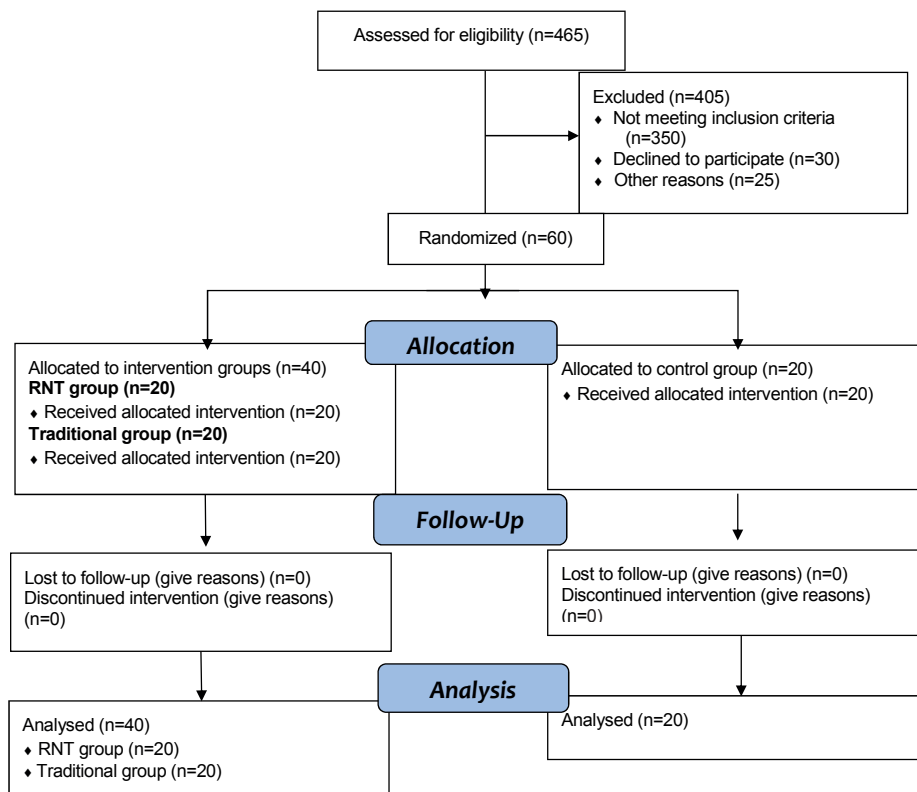 Assessed for eligibility (n=465)
Excluded (n=405)
♦ Not meeting inclusion criteria
(n=350)
♦ Declined to participate (n=30)
♦ Other reasons (n=25)
Randomized (n=60)
Allocation
Allocated to intervention groups (n=40)
RNT group (n=20)
♦ Received allocated intervention (n=20)
Traditional group (n=20)
♦ Received allocated intervention (n=20)
Allocated to control group (n=20)
♦ Received allocated intervention (n=20)
Follow-Up
Lost to follow-up (give reasons) (n=0)
Discontinued intervention (give reasons)
(n=0)
Lost to follow-up (give reasons) (n=0)
Discontinued intervention (give reasons)
(n=0)
Analysis
Analysed (n=40)
♦ RNT group (n=20)
♦ Traditional group (n=20)
Analysed (n=20)